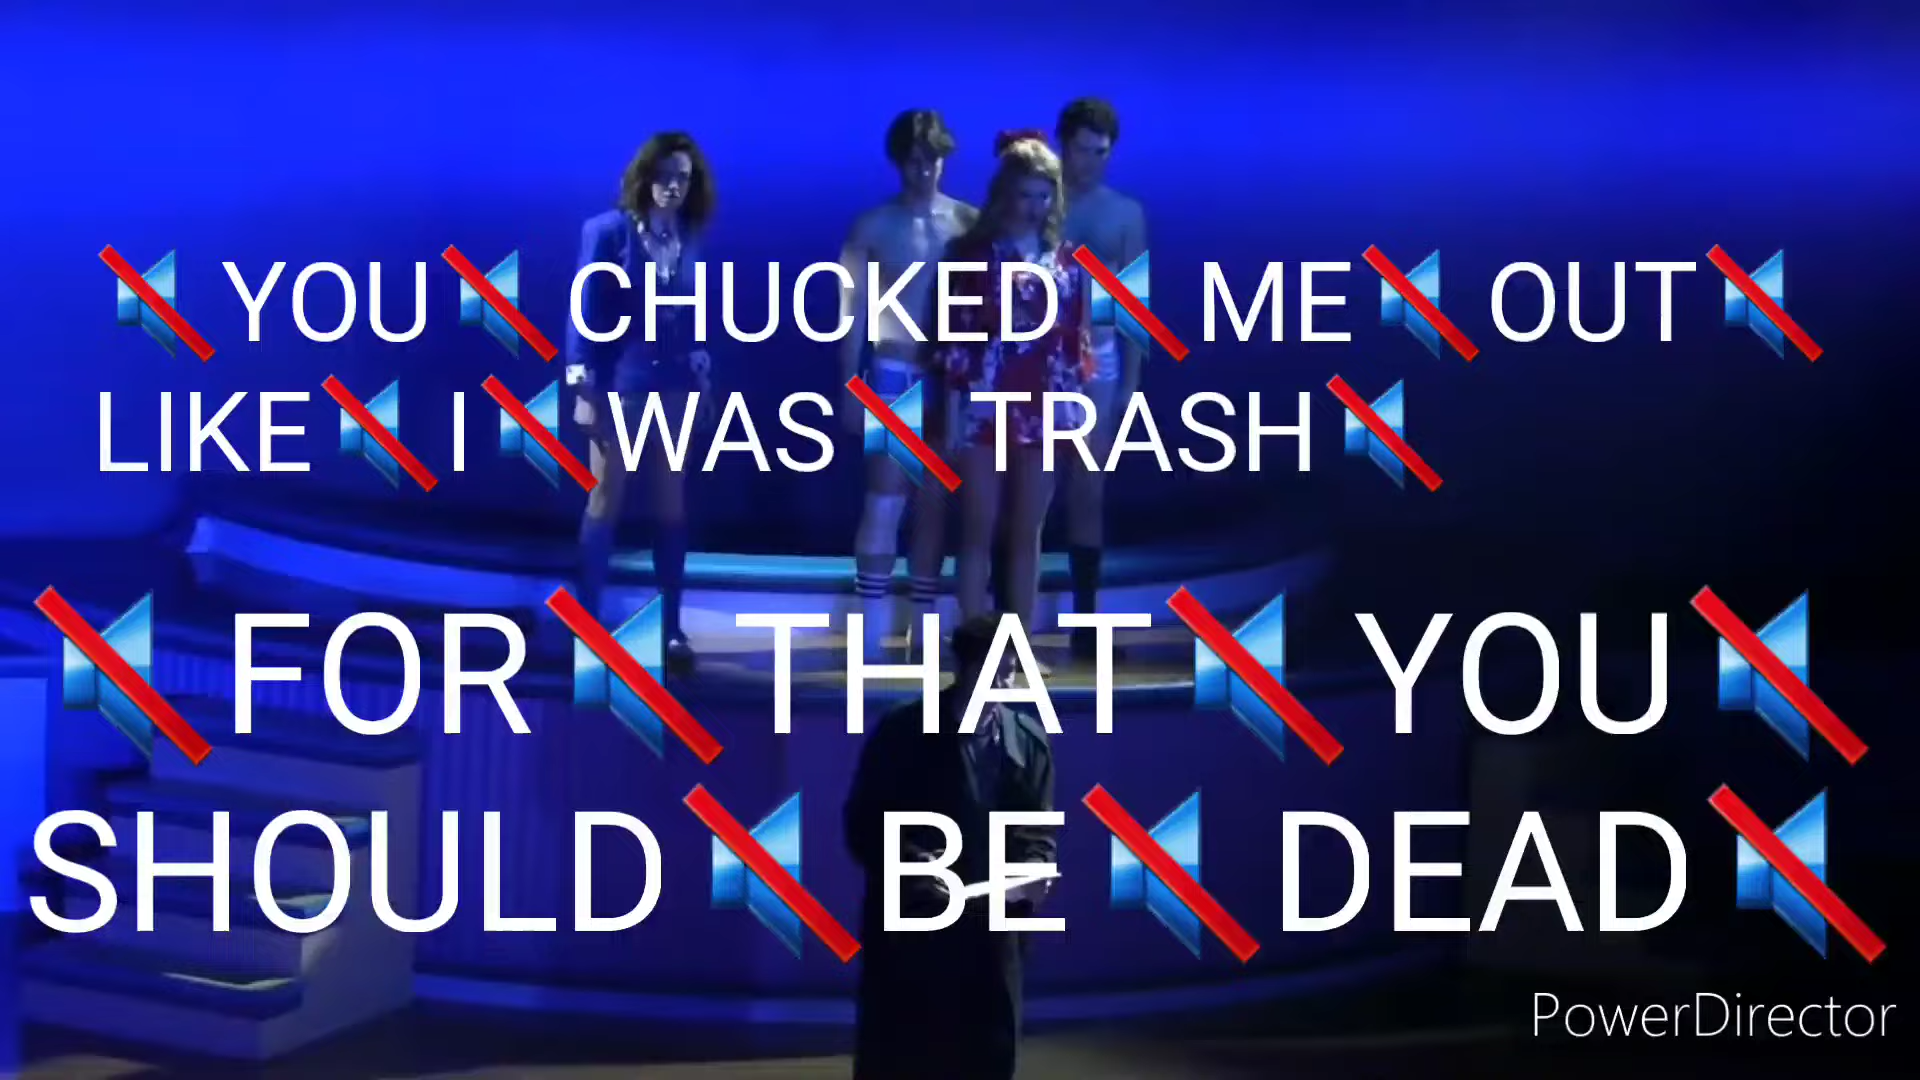 🔇YOU🔇CHUCKED🔇ME🔇OUT🔇
LIKE🔇I🔇WAS🔇TRASH🔇
🔇FOR🔇THAT🔇YOU🔇
SHOULD🔇BE🔇DEAD🔇
PowerDirector